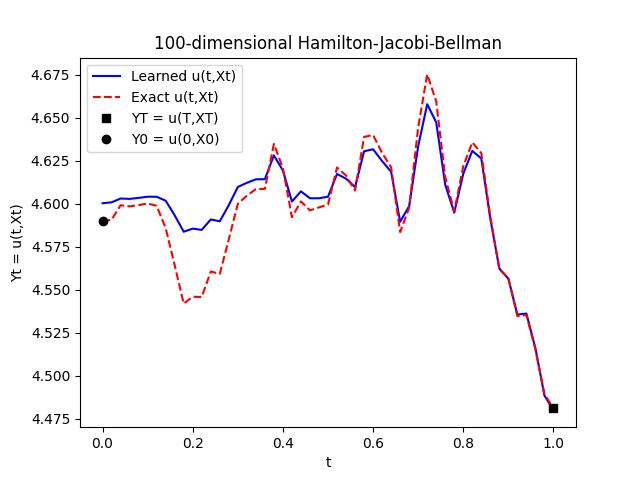 100-dimensional Hamilton-Jacobi-Bellman
Learned u(t,Xt)
Exact u(t,Xt)
YT = u(T,XT)
Y0 = u(0,X0)
Yt = u(t,Xt)
4.675
4.650
4.625
4.600
4.575
4.550
4.525
4.500
4.475
0.0 0.2 0.4 0.6 0.8 1.0
t